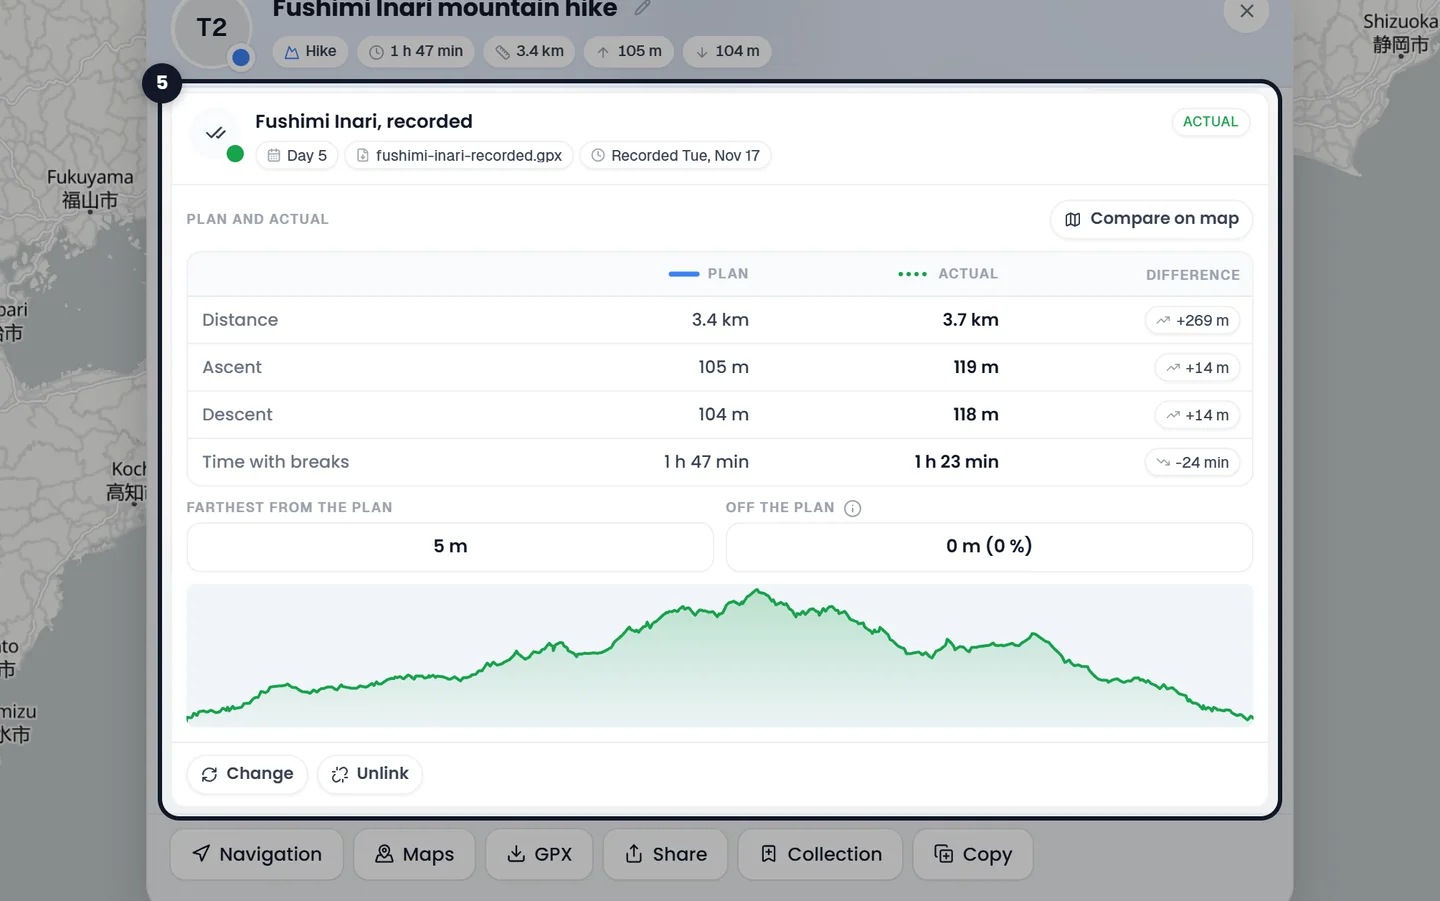 Fushimi Inari mountain hike
T2
Hike
1 h 47 min
3.4 km
105 m
104 m
Shizuoka
静岡市
5
Fushimi Inari, recorded
ACTUAL
Day 5
fushimi-inari-recorded.gpx
Recorded Tue, Nov 17
Fukuyama
福山市
PLAN AND ACTUAL
Compare on map
PLAN
ACTUAL
DIFFERENCE
Distance
3.4 km
3.7 km
+269 m
Ascent
105 m
119 m
+14 m
Descent
104 m
118 m
+14 m
Time with breaks
1 h 47 min
1 h 23 min
-24 min
FARTHEST FROM THE PLAN
OFF THE PLAN
5 m
0 m (0 %)
Change
Unlink
Navigation
Maps
GPX
Share
Collection
Copy